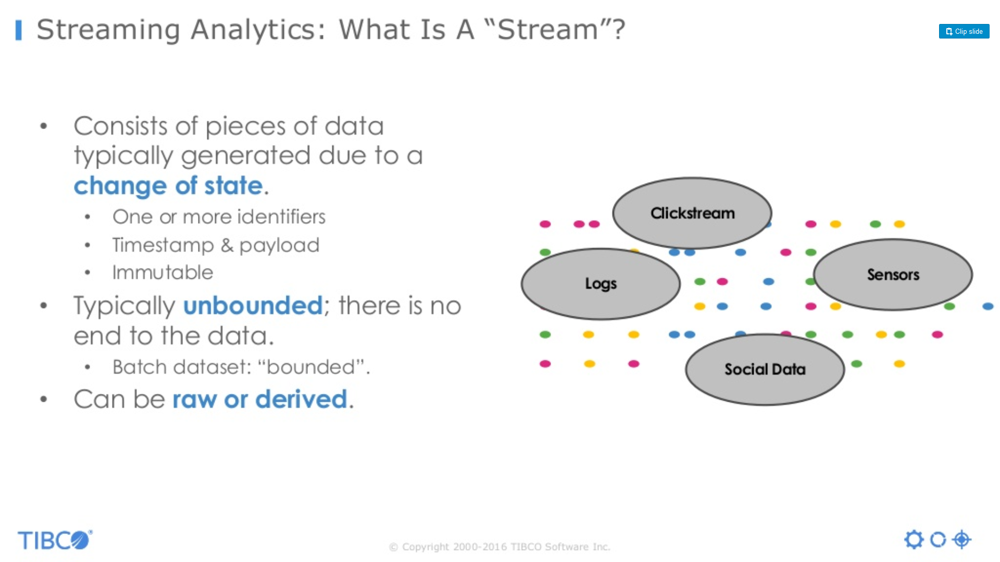 Streaming Analytics: What Is A “Stream”?
Clip slide
• Consists of pieces of data
typically generated due to a
change of state.
• One or more identifiers
• Timestamp & payload
• Immutable
• Typically unbounded; there is no
end to the data.
• Batch dataset: “bounded”.
• Can be raw or derived.
Clickstream
Logs
Sensors
Social Data
TIBCO®
© Copyright 2000-2016 TIBCO Software Inc.